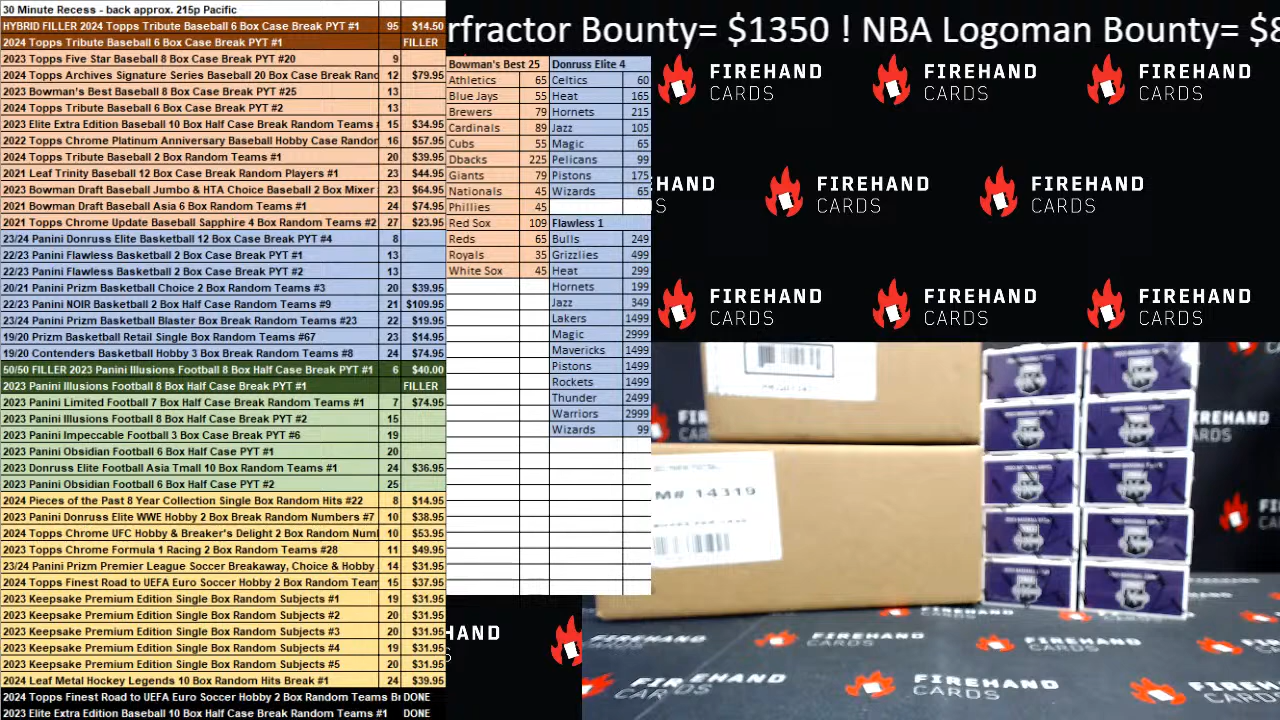 30 Minute Recess - back approx. 215p Pacific
HYBRID FILLER 2024 Topps Tribute Baseball 6 Box Case Break PYT #1 95 $14.50
2024 Topps Tribute Baseball 6 Box Case Break PYT #1 FILLER
2023 Topps Five Star Baseball 8 Box Case Break PYT #20 9
2024 Topps Archives Signature Series Baseball 20 Box Case Break Ranc 12 $79.95
2023 Bowman's Best Baseball 8 Box Case Break PYT #25 13
2024 Topps Tribute Baseball 6 Box Case Break PYT #2 13
2023 Elite Extra Edition Baseball 10 Box Half Case Break Random Teams 15 $34.95
2022 Topps Chrome Platinum Anniversary Baseball Hobby Case Randor 16 $57.95
2024 Topps Tribute Baseball 2 Box Random Teams #1 20 $39.95
2021 Leaf Trinity Baseball 12 Box Case Break Random Players #1 23 $44.95
2023 Bowman Draft Baseball Jumbo & HTA Choice Baseball 2 Box Mixer 23 $64.95
2021 Bowman Draft Baseball Asia 6 Box Random Teams #1 24 $74.95
2021 Topps Chrome Update Baseball Sapphire 4 Box Random Teams #2 27 $23.95
23/24 Panini Donruss Elite Basketball 12 Box Case Break PYT #4 8
22/23 Panini Flawless Basketball 2 Box Case Break PYT #1 13
22/23 Panini Flawless Basketball 2 Box Case Break PYT #2 13
20/21 Panini Prizm Basketball Choice 2 Box Random Teams #3 20 $39.95
22/23 Panini NOIR Basketball 2 Box Half Case Random Teams #9 21 $109.95
23/24 Panini Prizm Basketball Blaster Box Break Random Teams #23 22 $19.95
19/20 Prizm Basketball Retail Single Box Random Teams #67 23 $14.95
19/20 Contenders Basketball Hobby 3 Box Break Random Teams #8 24 $74.95
50/50 FILLER 2023 Panini Illusions Football 8 Box Half Case Break PYT #1 6 $40.00
2023 Panini Illusions Football 8 Box Half Case Break PYT #1 FILLER
2023 Panini Limited Football 7 Box Half Case Break Random Teams #1 7 $74.95
2023 Panini Illusions Football 8 Box Half Case Break PYT #2 15
2023 Panini Impeccable Football 3 Box Case Break PYT #6 19
2023 Panini Obsidian Football 6 Box Half Case PYT #1 20
2023 Donruss Elite Football Asia Tmall 10 Box Random Teams #1 24 $36.95
2023 Panini Obsidian Football 6 Box Half Case PYT #2 25
2024 Pieces of the Past 8 Year Collection Single Box Random Hits #22 8 $14.95
2023 Panini Donruss Elite WWE Hobby 2 Box Break Random Numbers #7 10 $38.95
2024 Topps Chrome UFC Hobby & Breaker's Delight 2 Box Random Num 10 $53.95
2023 Topps Chrome Formula 1 Racing 2 Box Random Teams #28 11 $49.95
23/24 Panini Prizm Premier League Soccer Breakaway, Choice & Hobby 14 $31.95
2024 Topps Finest Road to UEFA Euro Soccer Hobby 2 Box Random Team 15 $37.95
2023 Keepsake Premium Edition Single Box Random Subjects #1 19 $31.95
2023 Keepsake Premium Edition Single Box Random Subjects #2 20 $31.95
2023 Keepsake Premium Edition Single Box Random Subjects #3 20 $31.95
2023 Keepsake Premium Edition Single Box Random Subjects #4 19 $31.95
2023 Keepsake Premium Edition Single Box Random Subjects #5 20 $31.95
2024 Leaf Metal Hockey Legends 10 Box Random Hits Break #1 24 $39.95
2024 Topps Finest Road to UEFA Euro Soccer Hobby 2 Box Random Teams Br DONE
2023 Elite Extra Edition Baseball 10 Box Half Case Break Random Teams #1 DONE
rfractor Bounty= $1350 ! NBA Logoman Bounty= $8
Bowman's Best 25
Athletics 65
Blue Jays 55
Brewers 79
Cardinals 89
Cubs 55
Dbacks 225
Giants 79
Nationals 45
Phillies 45
Red Sox 109
Reds 65
Royals 35
White Sox 45
Donruss Elite 4
Celtics 60
Heat 165
Hornets 215
Jazz 105
Magic 65
Pelicans 99
Pistons 175
Wizards 65
Flawless 1
Bulls 249
Grizzlies 499
Heat 299
Hornets 199
Jazz 349
Lakers 1499
Magic 2999
Mavericks 1499
Pistons 1499
Rockets 1499
Thunder 2499
Warriors 2999
Wizards 99
FIREHAND CARDS
FIREHAND CARDS
FIREHAND CARDS
HAND
S
FIREHAND CARDS
FIREHAND CARDS
FIREHAND CARDS
FIREHAND CARDS
FIREHAND CARDS
M# 14319
REHAND
HAND
FIREHAND
FIREHAND
FIREHAND CARDS
FIREHAND CARDS